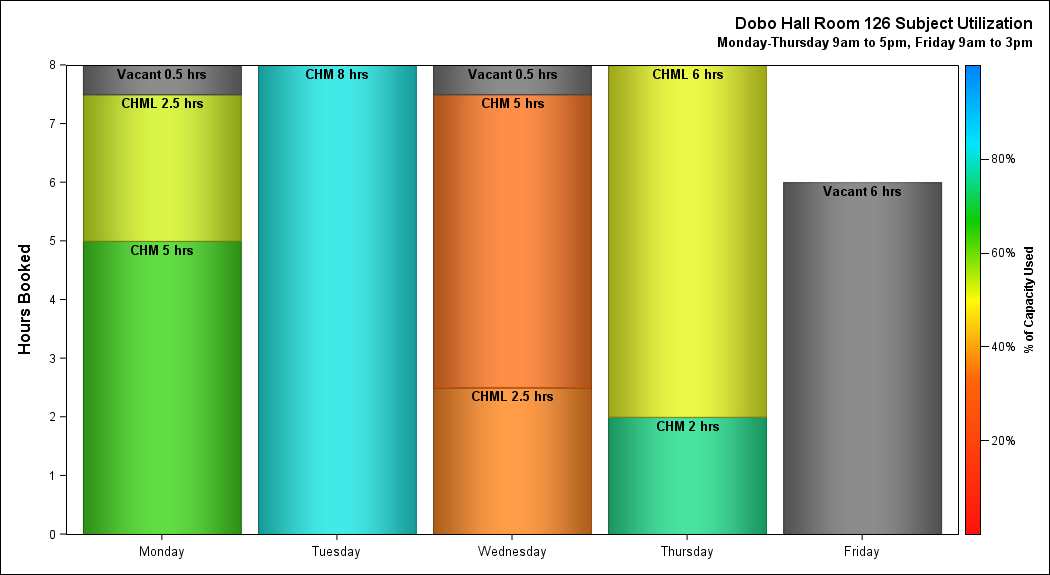 Dobo Hall Room 126 Subject Utilization
Monday-Thursday 9am to 5pm, Friday 9am to 3pm
Hours Booked
8
7
6
5
4
3
2
1
0
Vacant 0.5 hrs
CHML 2.5 hrs
CHM 5 hrs
CHM 8 hrs
Vacant 0.5 hrs
CHM 5 hrs
CHML 2.5 hrs
CHML 6 hrs
CHM 2 hrs
Vacant 6 hrs
Monday
Tuesday
Wednesday
Thursday
Friday
80%
60%
40%
20%
% of Capacity Used